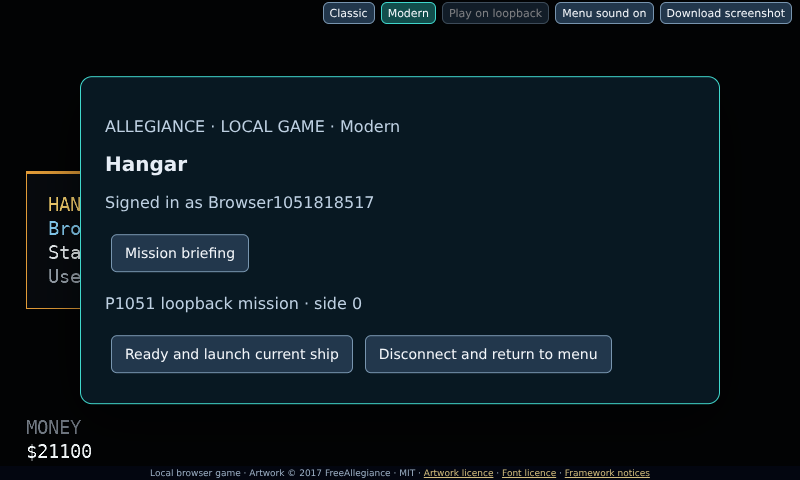 Classic Modern Play on loopback Menu sound on Download screenshot
ALLEGIANCE · LOCAL GAME · Modern
Hangar
Signed in as Browser1051818517
Mission briefing
P1051 loopback mission · side 0
Ready and launch current ship Disconnect and return to menu
HAN
Bro
Sta
Use
MONEY
$21100
Local browser game · Artwork © 2017 FreeAllegiance · MIT · Artwork licence · Font licence · Framework notices